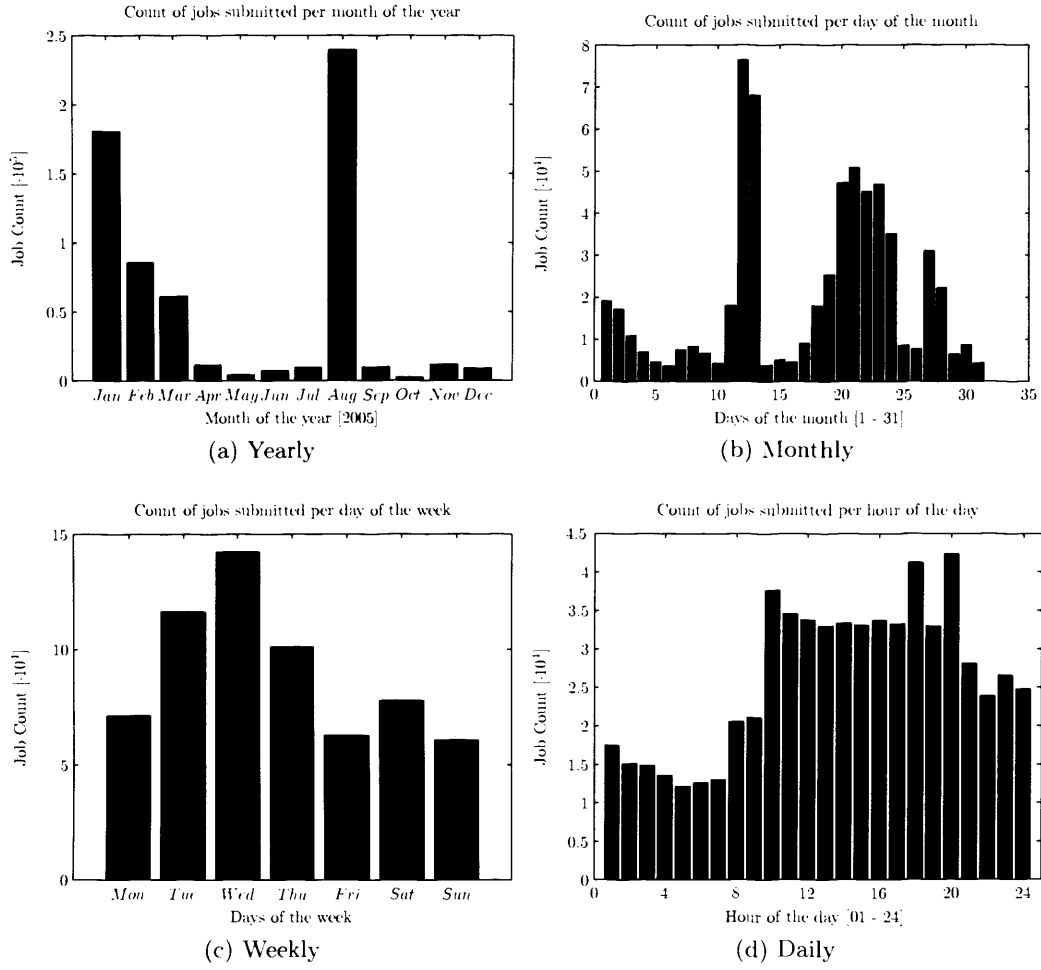 Count of jobs submitted per month of the year
2.5
2
1.5
1
0.5
0
Job Count [·10⁵]
Jan Feb Mar Apr May Jun Jul Aug Sep Oct Nov Dec
Month of the year [2005]
(a) Yearly
Count of jobs submitted per day of the month
8
7
6
5
4
3
2
1
0
Job Count [·10⁴]
0 5 10 15 20 25 30 35
Days of the month [1 - 31]
(b) Monthly
Count of jobs submitted per day of the week
15
10
5
0
Job Count [·10⁴]
Mon Tue Wed Thu Fri Sat Sun
Days of the week
(c) Weekly
Count of jobs submitted per hour of the day
4.5
4
3.5
3
2.5
2
1.5
1
0.5
0
Job Count [·10⁴]
0 4 8 12 16 20 24
Hour of the day [01 - 24]
(d) Daily